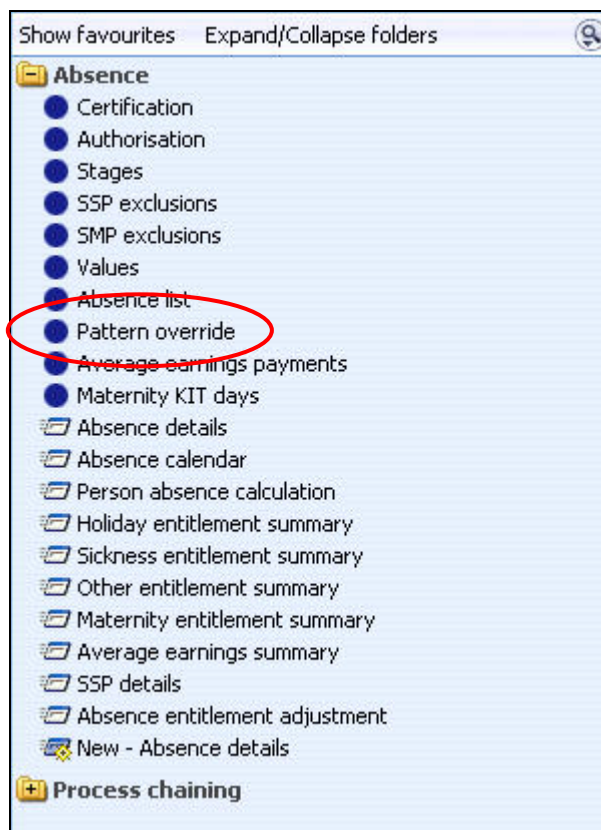 Show favourites Expand/Collapse folders
Absence
Certification
Authorisation
Stages
SSP exclusions
SMP exclusions
Values
Absence list
Pattern override
Average earnings payments
Maternity KIT days
Absence details
Absence calendar
Person absence calculation
Holiday entitlement summary
Sickness entitlement summary
Other entitlement summary
Maternity entitlement summary
Average earnings summary
SSP details
Absence entitlement adjustment
New - Absence details
Process chaining